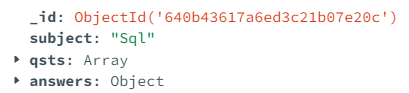 _id: ObjectId('640b43617a6ed3c21b07e20c')
subject: "Sql"
qsts: Array
answers: Object